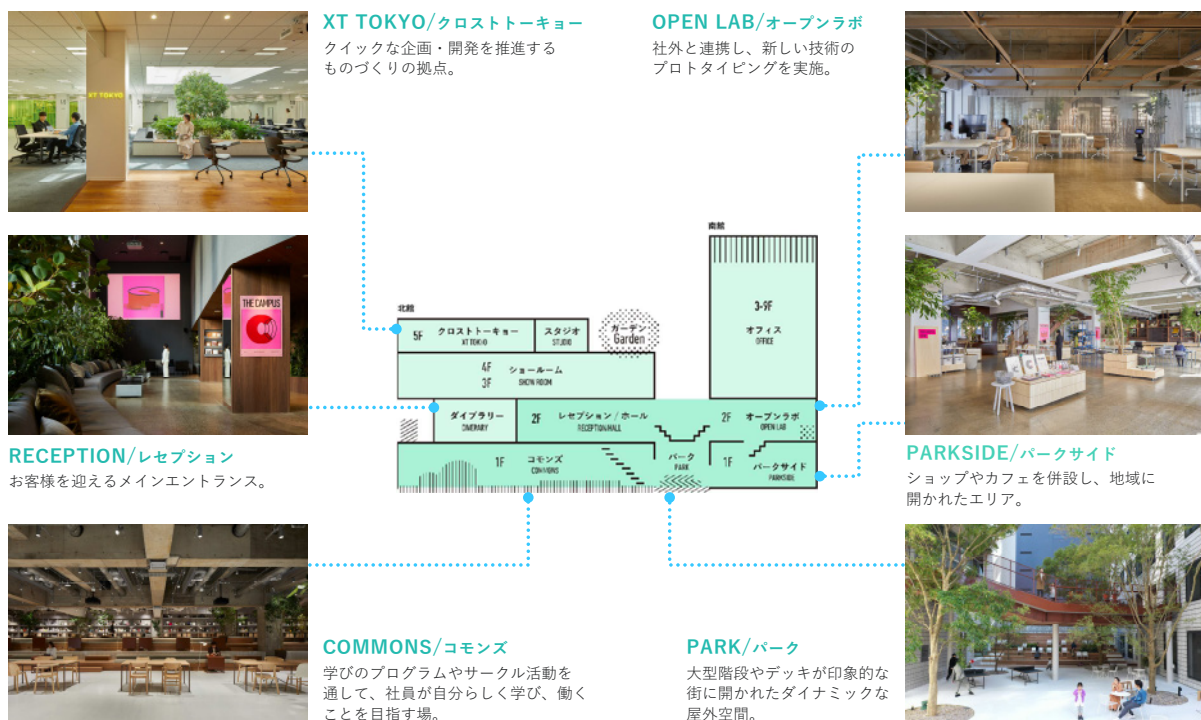 XT TOKYO/クロストトーキョー
クイックな企画・開発を推進する
ものづくりの拠点。
OPEN LAB/オープンラボ
社外と連携し、新しい技術の
プロトタイピングを実施。
XT TOKYO
THE CAMPUS
RECEPTION/レセプション
お客様を迎えるメインエントランス。
PARKSIDE/パークサイド
ショップやカフェを併設し、地域に
開かれたエリア。
南館
3-9F
オフィス
OFFICE
北館
5F
クロストトーキョー
XT TOKYO
スタジオ
STUDIO
ガーデン
Garden
4F
3F
ショールーム
SHOW ROOM
ダイブラリー
DIVERARY
2F
レセプション / ホール
RECEPTION/HALL
2F
オープンラボ
OPEN LAB
1F
コモンズ
COMMONS
パーク
PARK
1F
パークサイド
PARKSIDE
COMMONS/コモンズ
学びのプログラムやサークル活動を
通して、社員が自分らしく学び、働く
ことを目指す場。
PARK/パーク
大型階段やデッキが印象的な
街に開かれたダイナミックな
屋外空間。